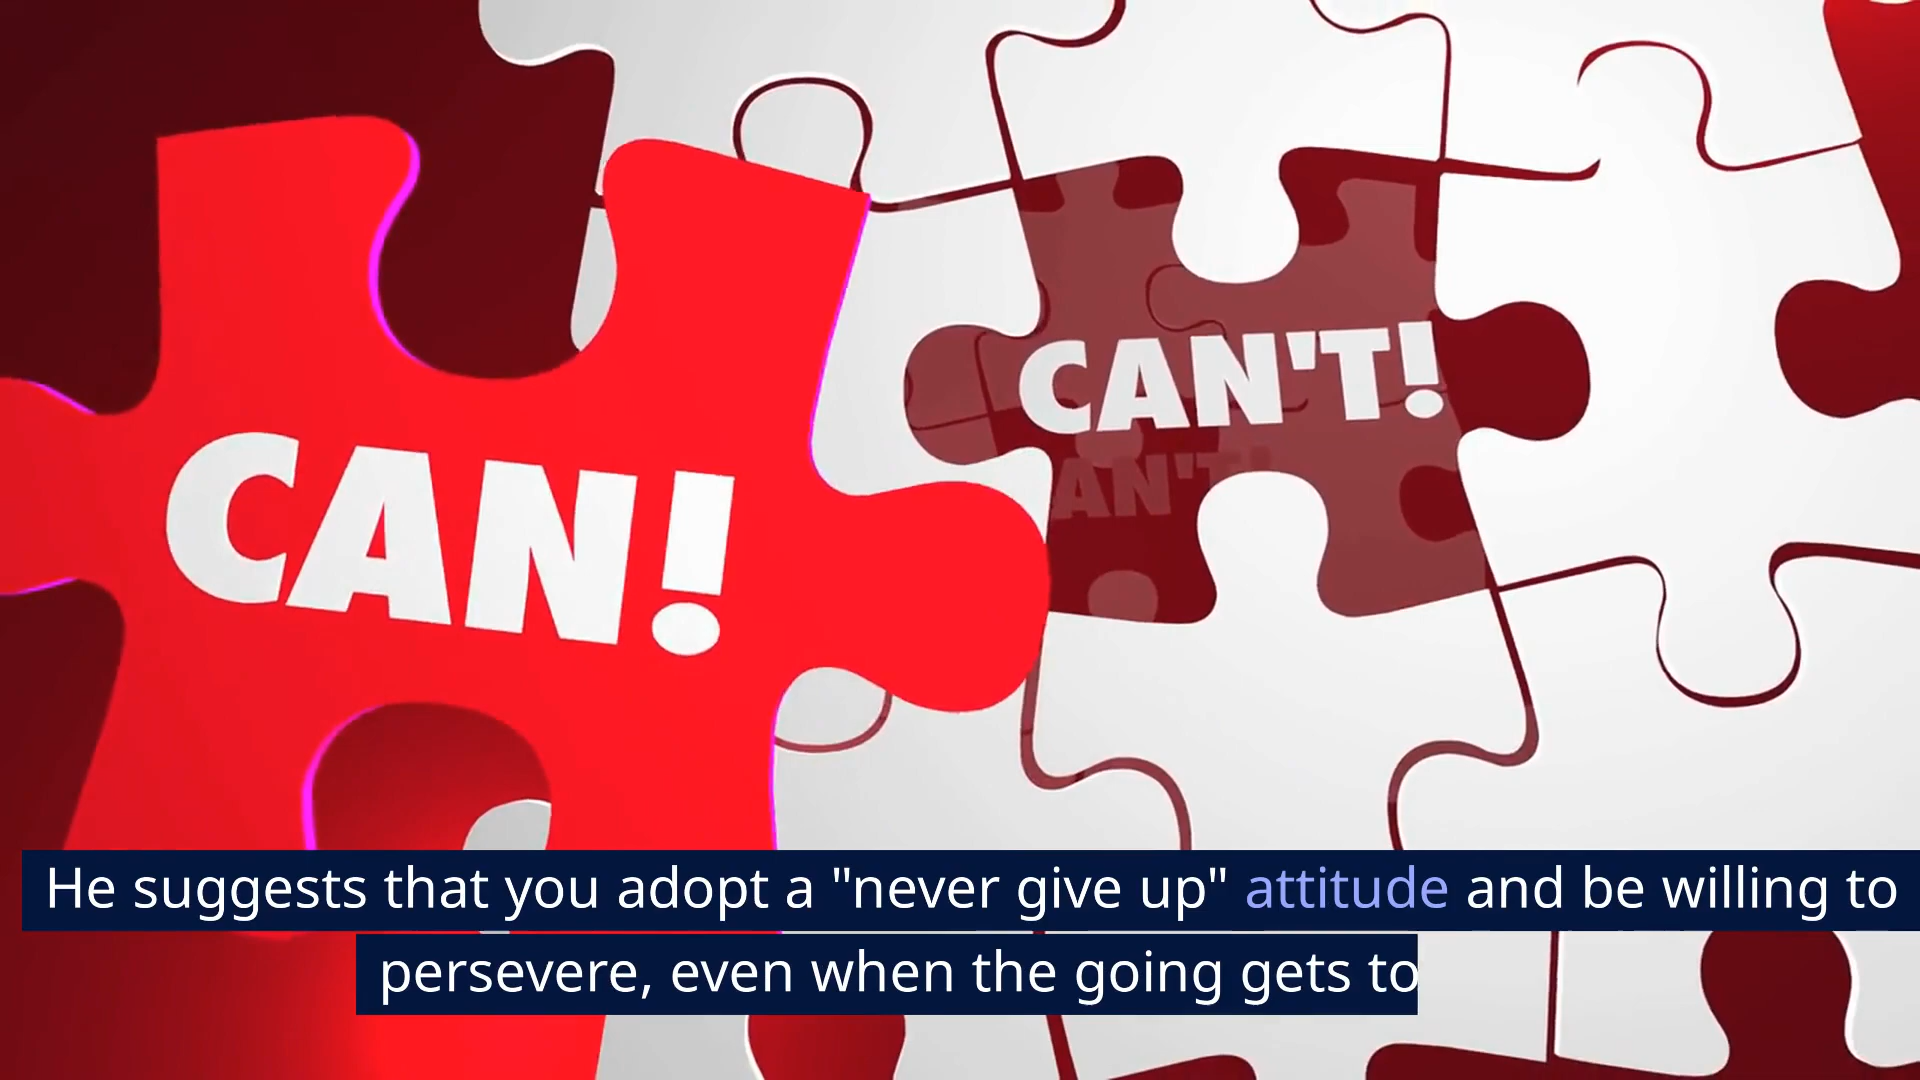 CAN!
CAN'T!
AN'T!
He suggests that you adopt a "never give up" attitude and be willing to
persevere, even when the going gets to